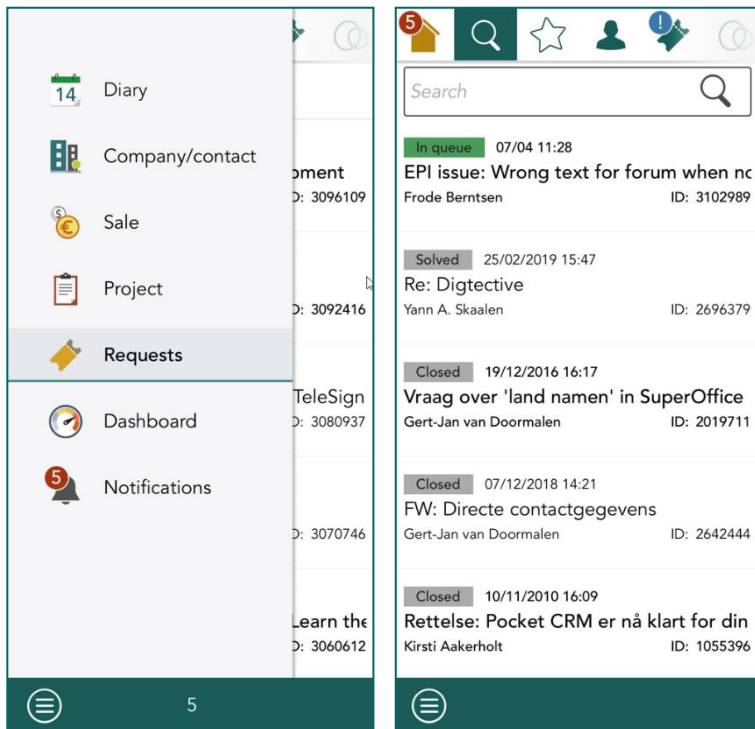 14
Diary
Company/contact
Sale
Project
Requests
Dashboard
5
Notifications
pment
D: 3096109
D: 3092416
TeleSign
D: 3080937
D: 3070746
Learn the
D: 3060612
5
5
!
Search
In queue 07/04 11:28
EPI issue: Wrong text for forum when no
Frode Berntsen ID: 3102989
Solved 25/02/2019 15:47
Re: Digtective
Yann A. Skaalen ID: 2696379
Closed 19/12/2016 16:17
Vraag over 'land namen' in SuperOffice
Gert-Jan van Doormalen ID: 2019711
Closed 07/12/2018 14:21
FW: Directe contactgegevens
Gert-Jan van Doormalen ID: 2642444
Closed 10/11/2010 16:09
Rettelse: Pocket CRM er nå klart for din
Kirsti Aakerholt ID: 1055396